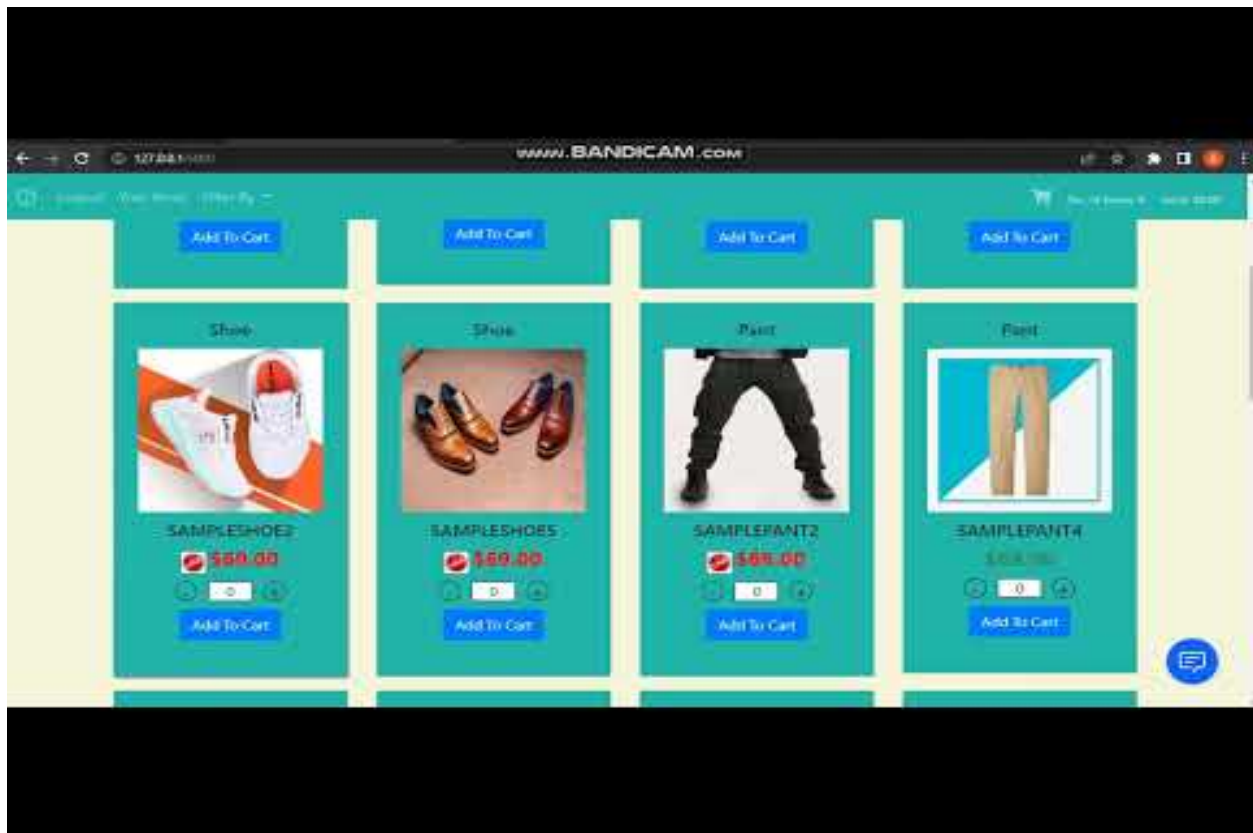 www.BANDICAM.COM
Filter By
Add To Cart Add To Cart Add To Cart Add To Cart
Shoe Shoe Pant Pant
SAMPLESHOE2 SAMPLESHOE5 SAMPLEPANT2 SAMPLEPANT4
$69.00 $69.00
0 0 0 0
Add To Cart Add To Cart Add To Cart Add To Cart